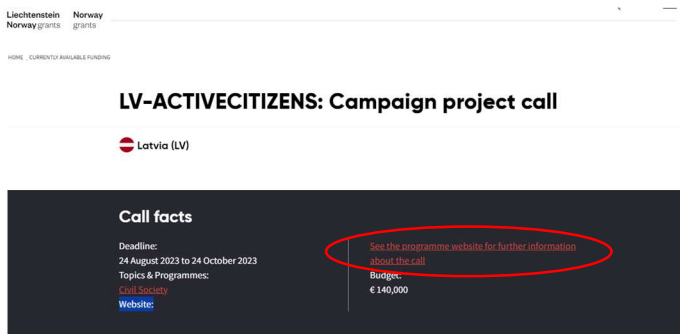 Liechtenstein Norway
Norway grants grants
HOME CURRENTLY AVAILABLE FUNDING
LV-ACTIVECITIZENS: Campaign project call
Latvia (LV)
Call facts
Deadline:
24 August 2023 to 24 October 2023
Topics & Programmes:
Civil Society
Website:
See the programme website for further information
about the call
Budget:
€ 140,000